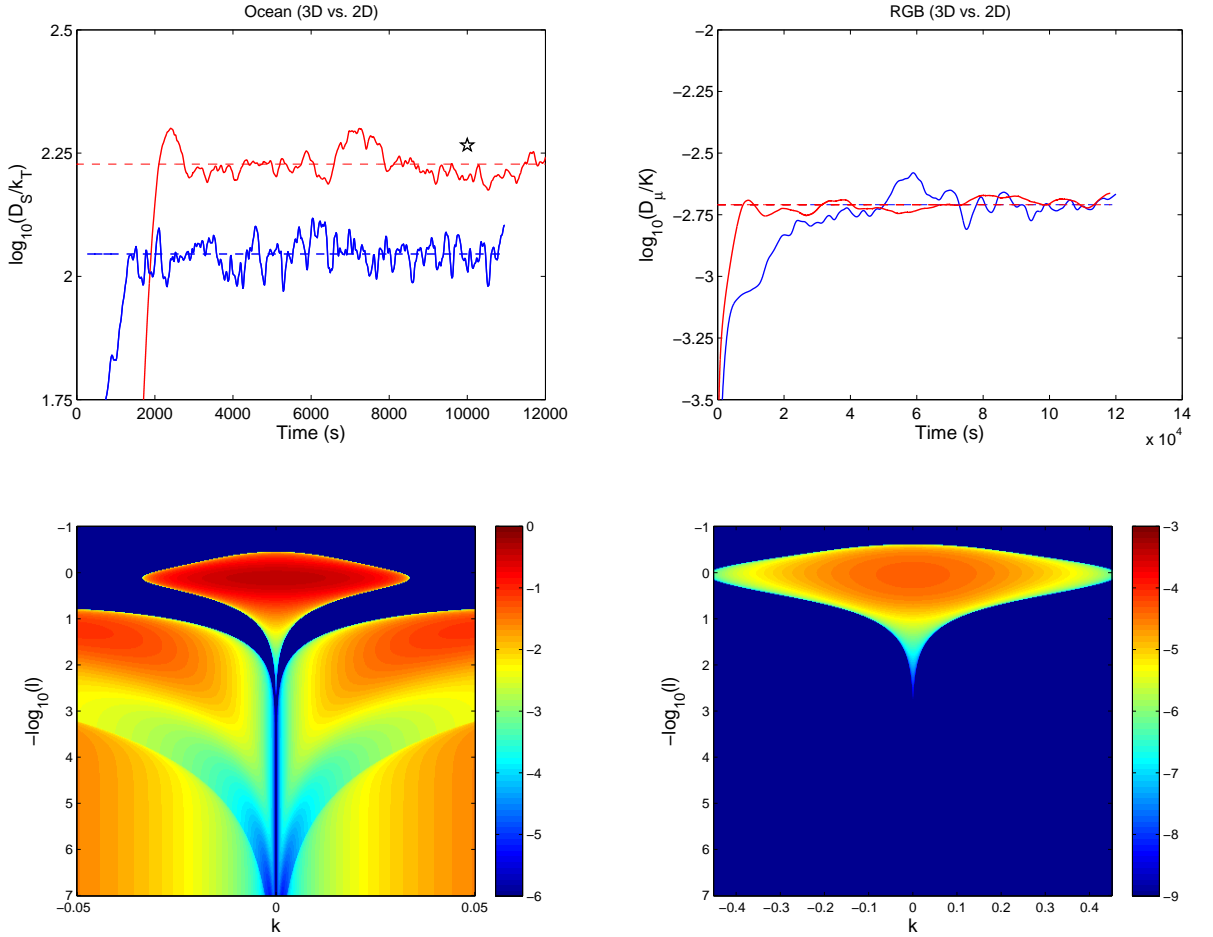 Ocean (3D vs. 2D)
2.5
2.25
2
1.75
log10(DS/kT)
0 2000 4000 6000 8000 10000 12000
Time (s)
RGB (3D vs. 2D)
−2
−2.25
−2.5
−2.75
−3
−3.25
−3.5
log10(Dμ/K)
0 2 4 6 8 10 12 14
x 10^4
Time (s)
−1
0
1
2
3
4
5
6
7
−log10(l)
−0.05 0 0.05
k
0
−1
−2
−3
−4
−5
−6
−1
0
1
2
3
4
5
6
7
−log10(l)
−0.4 −0.3 −0.2 −0.1 0 0.1 0.2 0.3 0.4
k
−3
−4
−5
−6
−7
−8
−9